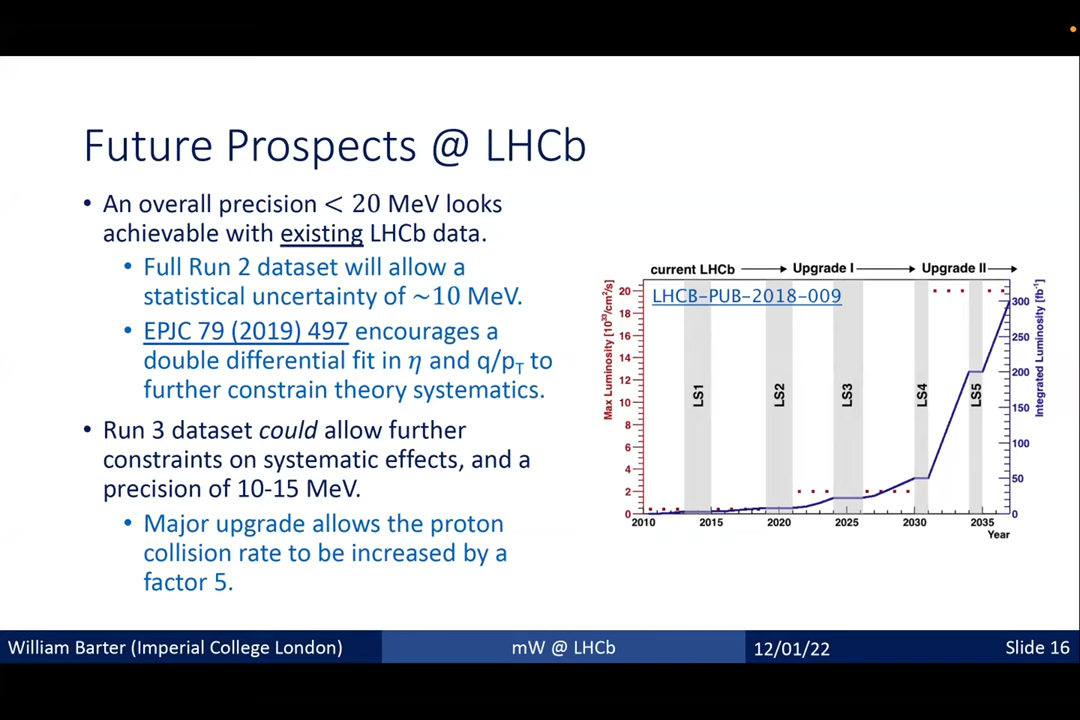 Future Prospects @ LHCb
• An overall precision < 20 MeV looks
achievable with existing LHCb data.
• Full Run 2 dataset will allow a
statistical uncertainty of ~10 MeV.
• EPJC 79 (2019) 497 encourages a
double differential fit in η and q/pT to
further constrain theory systematics.
• Run 3 dataset could allow further
constraints on systematic effects, and a
precision of 10-15 MeV.
• Major upgrade allows the proton
collision rate to be increased by a
factor 5.
current LHCb
Upgrade I
Upgrade II
LHCB-PUB-2018-009
Max Luminosity [10³³/cm²/s]
20
18
16
14
12
10
8
6
4
2
0
LS1
LS2
LS3
LS4
LS5
Integrated Luminosity [fb⁻¹]
300
250
200
150
100
50
0
2010
2015
2020
2025
2030
2035
Year
William Barter (Imperial College London)
mW @ LHCb
12/01/22
Slide 16